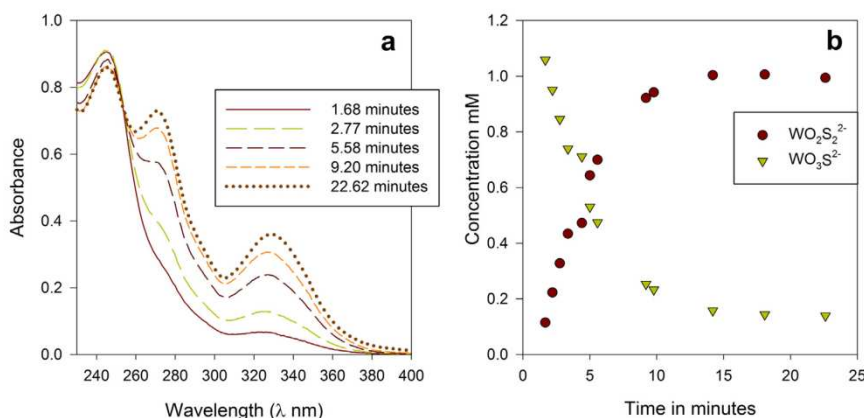 a
1.0
0.8
0.6
0.4
0.2
0.0
Absorbance
240 260 280 300 320 340 360 380 400
Wavelength (λ nm)
1.68 minutes
2.77 minutes
5.58 minutes
9.20 minutes
22.62 minutes
b
1.2
1.0
0.8
0.6
0.4
0.2
0.0
Concentration mM
0 5 10 15 20 25
Time in minutes
WO₂S₂²⁻
WO₃S²⁻